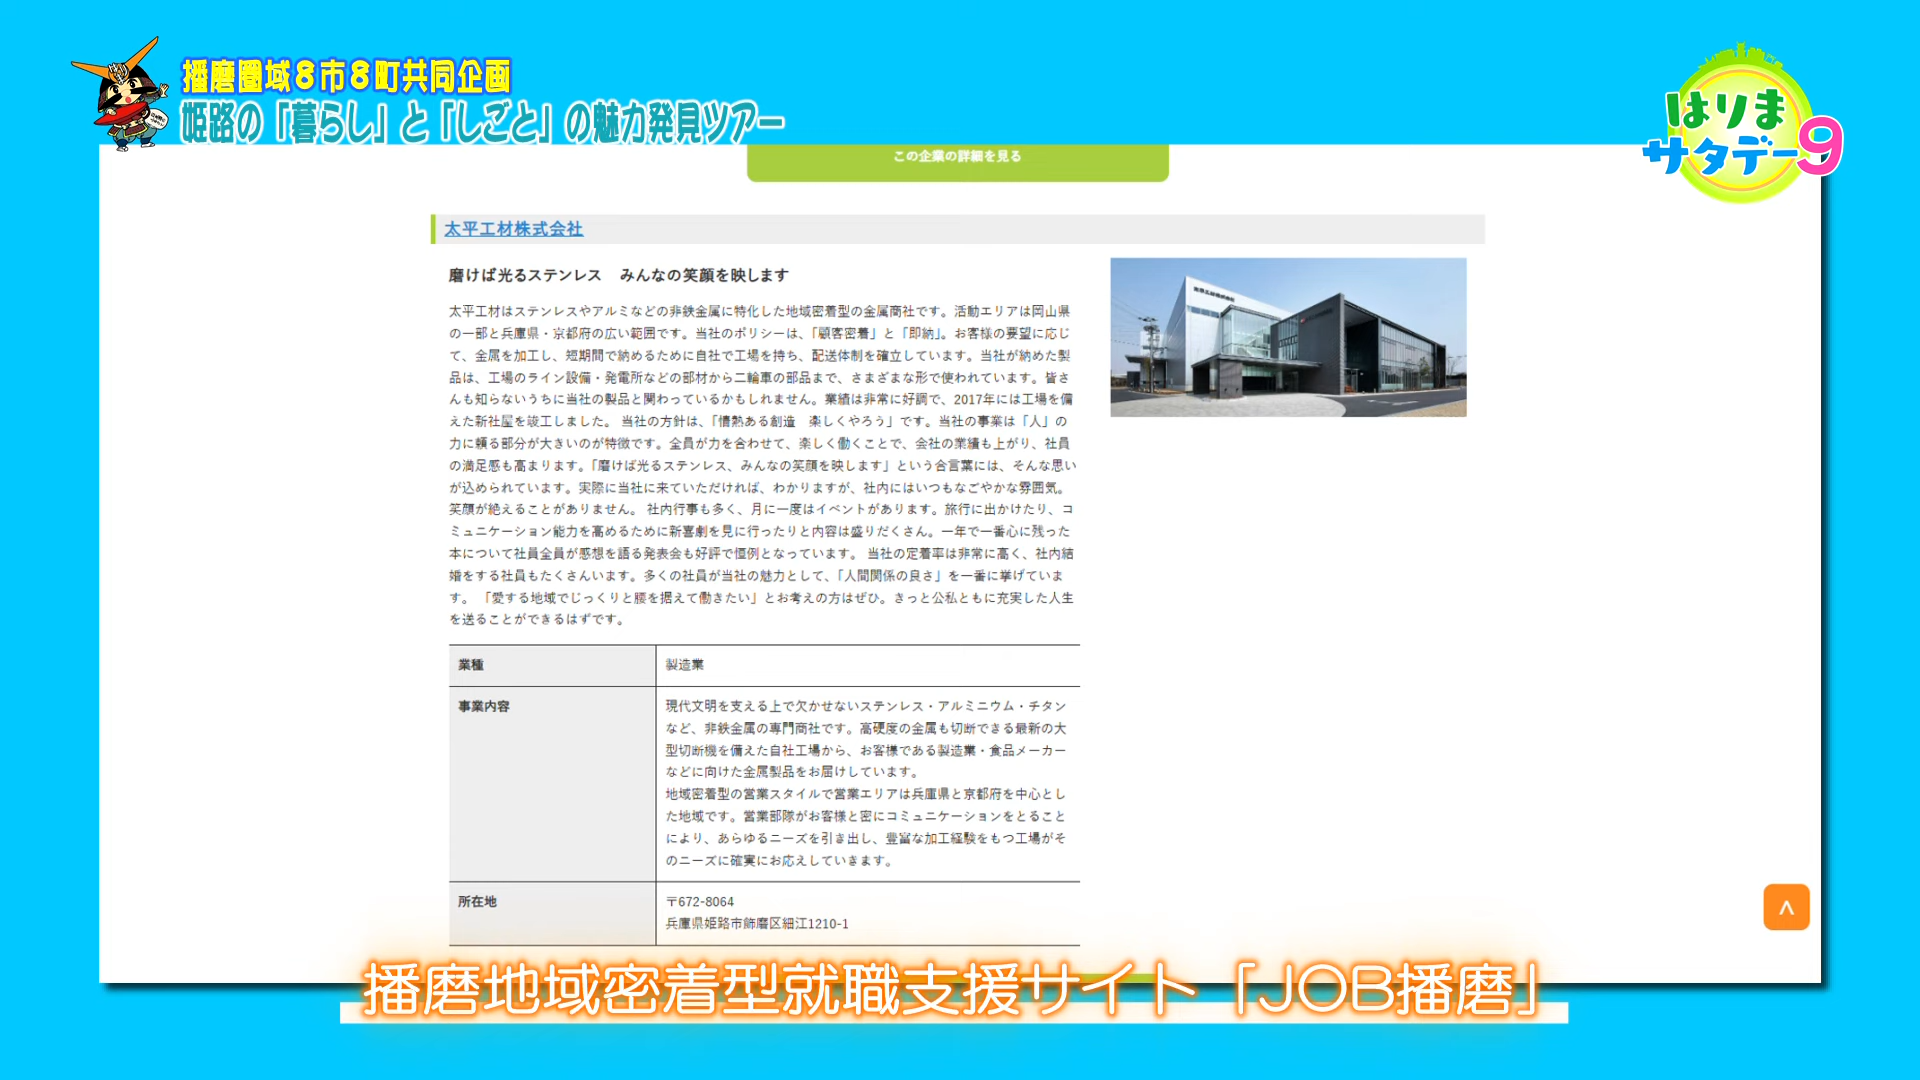 播磨圏域8市8町共同企画
姫路の「暮らし」と「しごと」の魅力発見ツアー
はりま
サタデー9
この企業の詳細を見る
太平工材株式会社
磨けば光るステンレス　みんなの笑顔を映します
太平工材はステンレスやアルミなどの非鉄金属に特化した地域密着型の金属商社です。活動エリアは岡山県
の一部と兵庫県・京都府の広い範囲です。当社のポリシーは、「顧客密着」と「即納」。お客様の要望に応じ
て、金属を加工し、短期間で納めるために自社で工場を持ち、配送体制を確立しています。当社が納めた製
品は、工場のライン設備・発電所などの部材から二輪車の部品まで、さまざまな形で使われています。皆さ
んも知らないうちに当社の製品と関わっているかもしれません。業績は非常に好調で、2017年には工場を備
えた新社屋を竣工しました。 当社の方針は、「情熱ある創造　楽しくやろう」です。当社の事業は「人」の
力に頼る部分が大きいのが特徴です。全員が力を合わせて、楽しく働くことで、会社の業績も上がり、社員
の満足感も高まります。「磨けば光るステンレス、みんなの笑顔を映します」という合言葉には、そんな思い
が込められています。実際に当社に来ていただければ、わかりますが、社内にはいつもなごやかな雰囲気。
笑顔が絶えることがありません。 社内行事も多く、月に一度はイベントがあります。旅行に出かけたり、コ
ミュニケーション能力を高めるために新喜劇を見に行ったりと内容は盛りだくさん。一年で一番心に残った
本について社員全員が感想を語る発表会も好評で恒例となっています。 当社の定着率は非常に高く、社内結
婚をする社員もたくさんいます。多くの社員が当社の魅力として、「人間関係の良さ」を一番に挙げていま
す。 「愛する地域でじっくりと腰を据えて働きたい」とお考えの方はぜひ。きっと公私ともに充実した人生
を送ることができるはずです。
業種
製造業
事業内容
現代文明を支える上で欠かせないステンレス・アルミニウム・チタン
など、非鉄金属の専門商社です。高硬度の金属も切断できる最新の大
型切断機を備えた自社工場から、お客様である製造業・食品メーカー
などに向けた金属製品をお届けしています。
地域密着型の営業スタイルで営業エリアは兵庫県と京都府を中心とし
た地域です。営業部隊がお客様と密にコミュニケーションをとること
により、あらゆるニーズを引き出し、豊富な加工経験をもつ工場がそ
のニーズに確実にお応えしていきます。
所在地
〒672-8064
兵庫県姫路市飾磨区細江1210-1
播磨地域密着型就職支援サイト「JOB播磨」